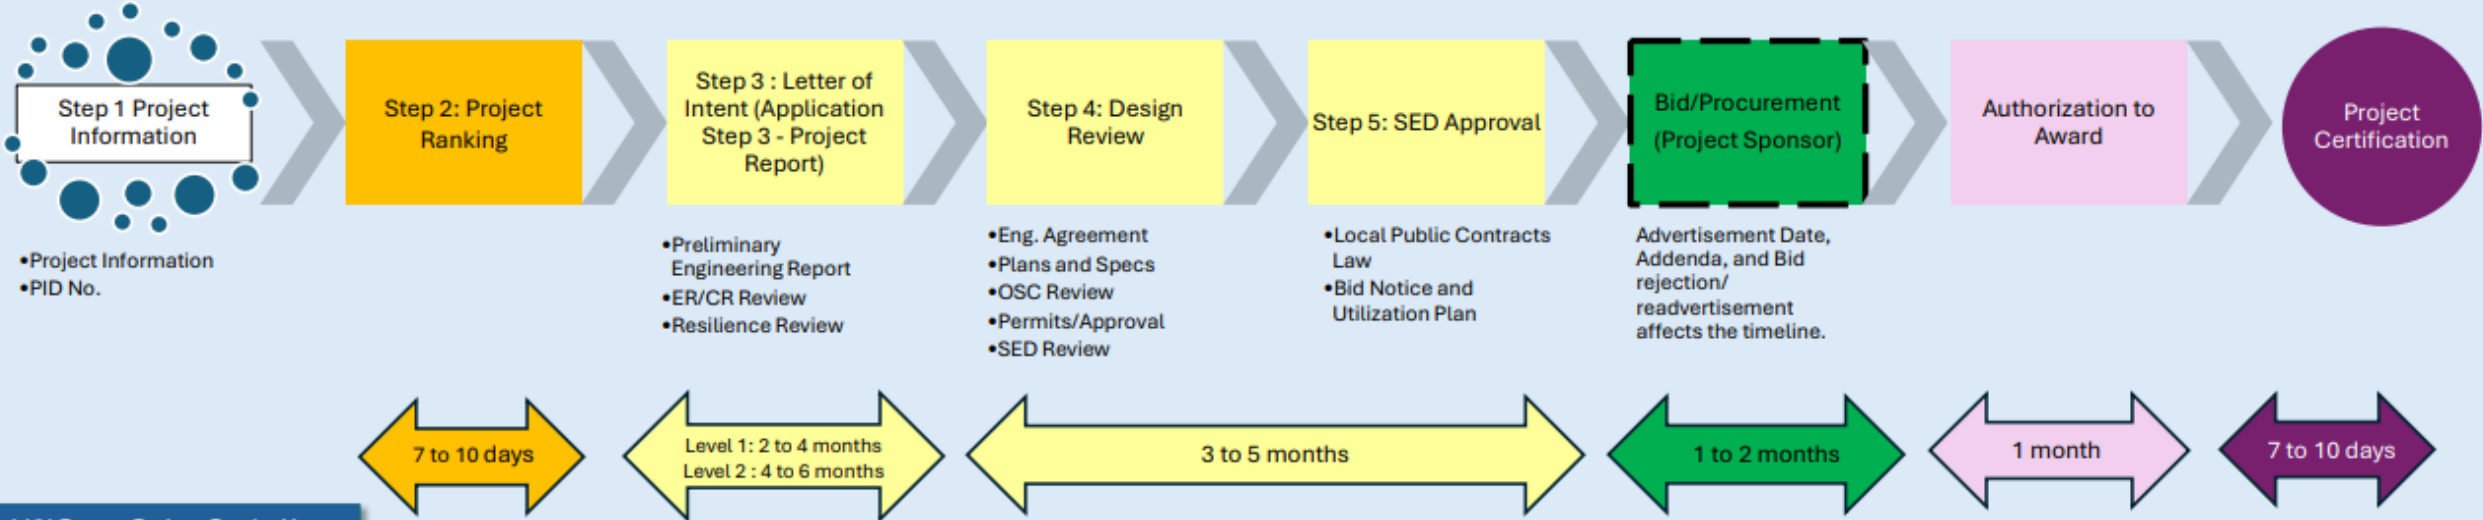 Step 1 Project
Information
Step 2: Project
Ranking
Step 3 : Letter of
Intent (Application
Step 3 - Project
Report)
Step 4: Design
Review
Step 5: SED Approval
Bid/Procurement
(Project Sponsor)
Authorization to
Award
Project
Certification
•Project Information
•PID No.
•Preliminary
Engineering Report
•ER/CR Review
•Resilience Review
•Eng. Agreement
•Plans and Specs
•OSC Review
•Permits/Approval
•SED Review
•Local Public Contracts
Law
•Bid Notice and
Utilization Plan
Advertisement Date,
Addenda, and Bid
rejection/
readvertisement
affects the timeline.
7 to 10 days
Level 1: 2 to 4 months
Level 2 : 4 to 6 months
3 to 5 months
1 to 2 months
1 month
7 to 10 days